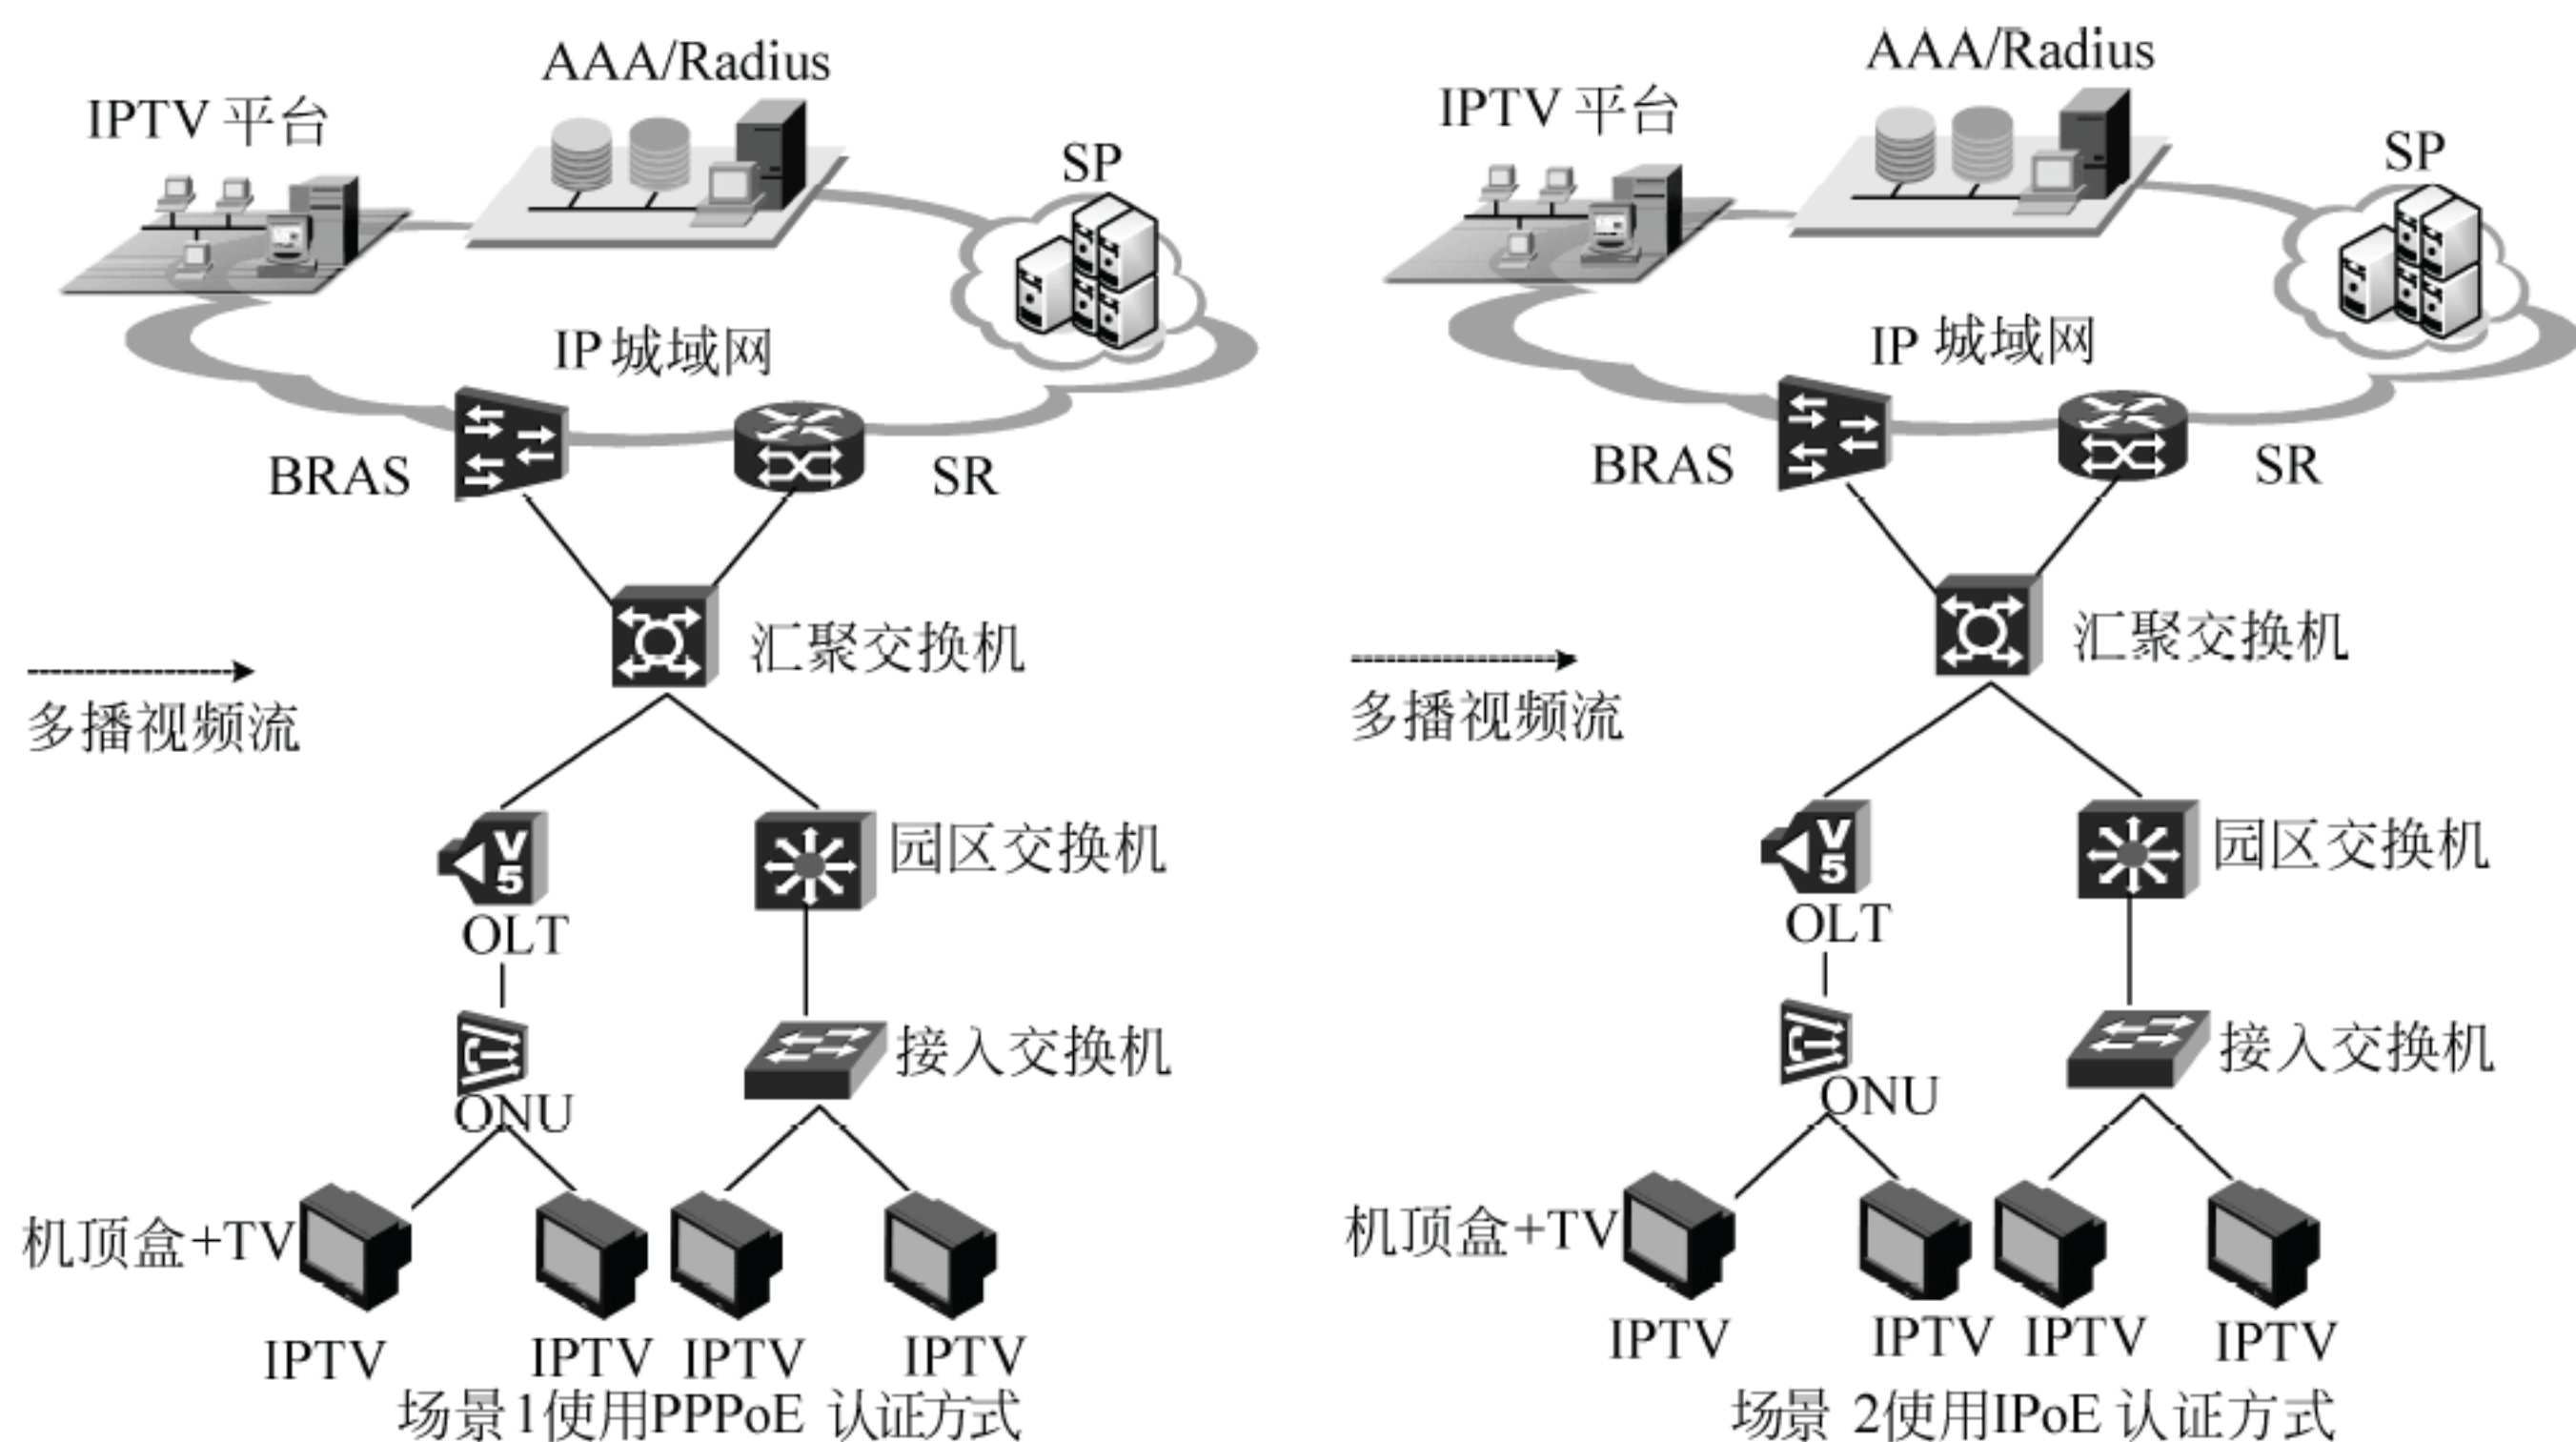 AAA/Radius
IPTV 平台
SP
IP 城域网
BRAS
SR
汇聚交换机
多播视频流
V
5
园区交换机
OLT
接入交换机
ONU
机顶盒+TV
IPTV
IPTV
IPTV
IPTV
场景 1使用PPPoE 认证方式
AAA/Radius
IPTV 平台
SP
IP 城域网
BRAS
SR
汇聚交换机
多播视频流
V
5
园区交换机
OLT
接入交换机
ONU
机顶盒+TV
IPTV
IPTV
IPTV
IPTV
场景 2使用IPoE 认证方式